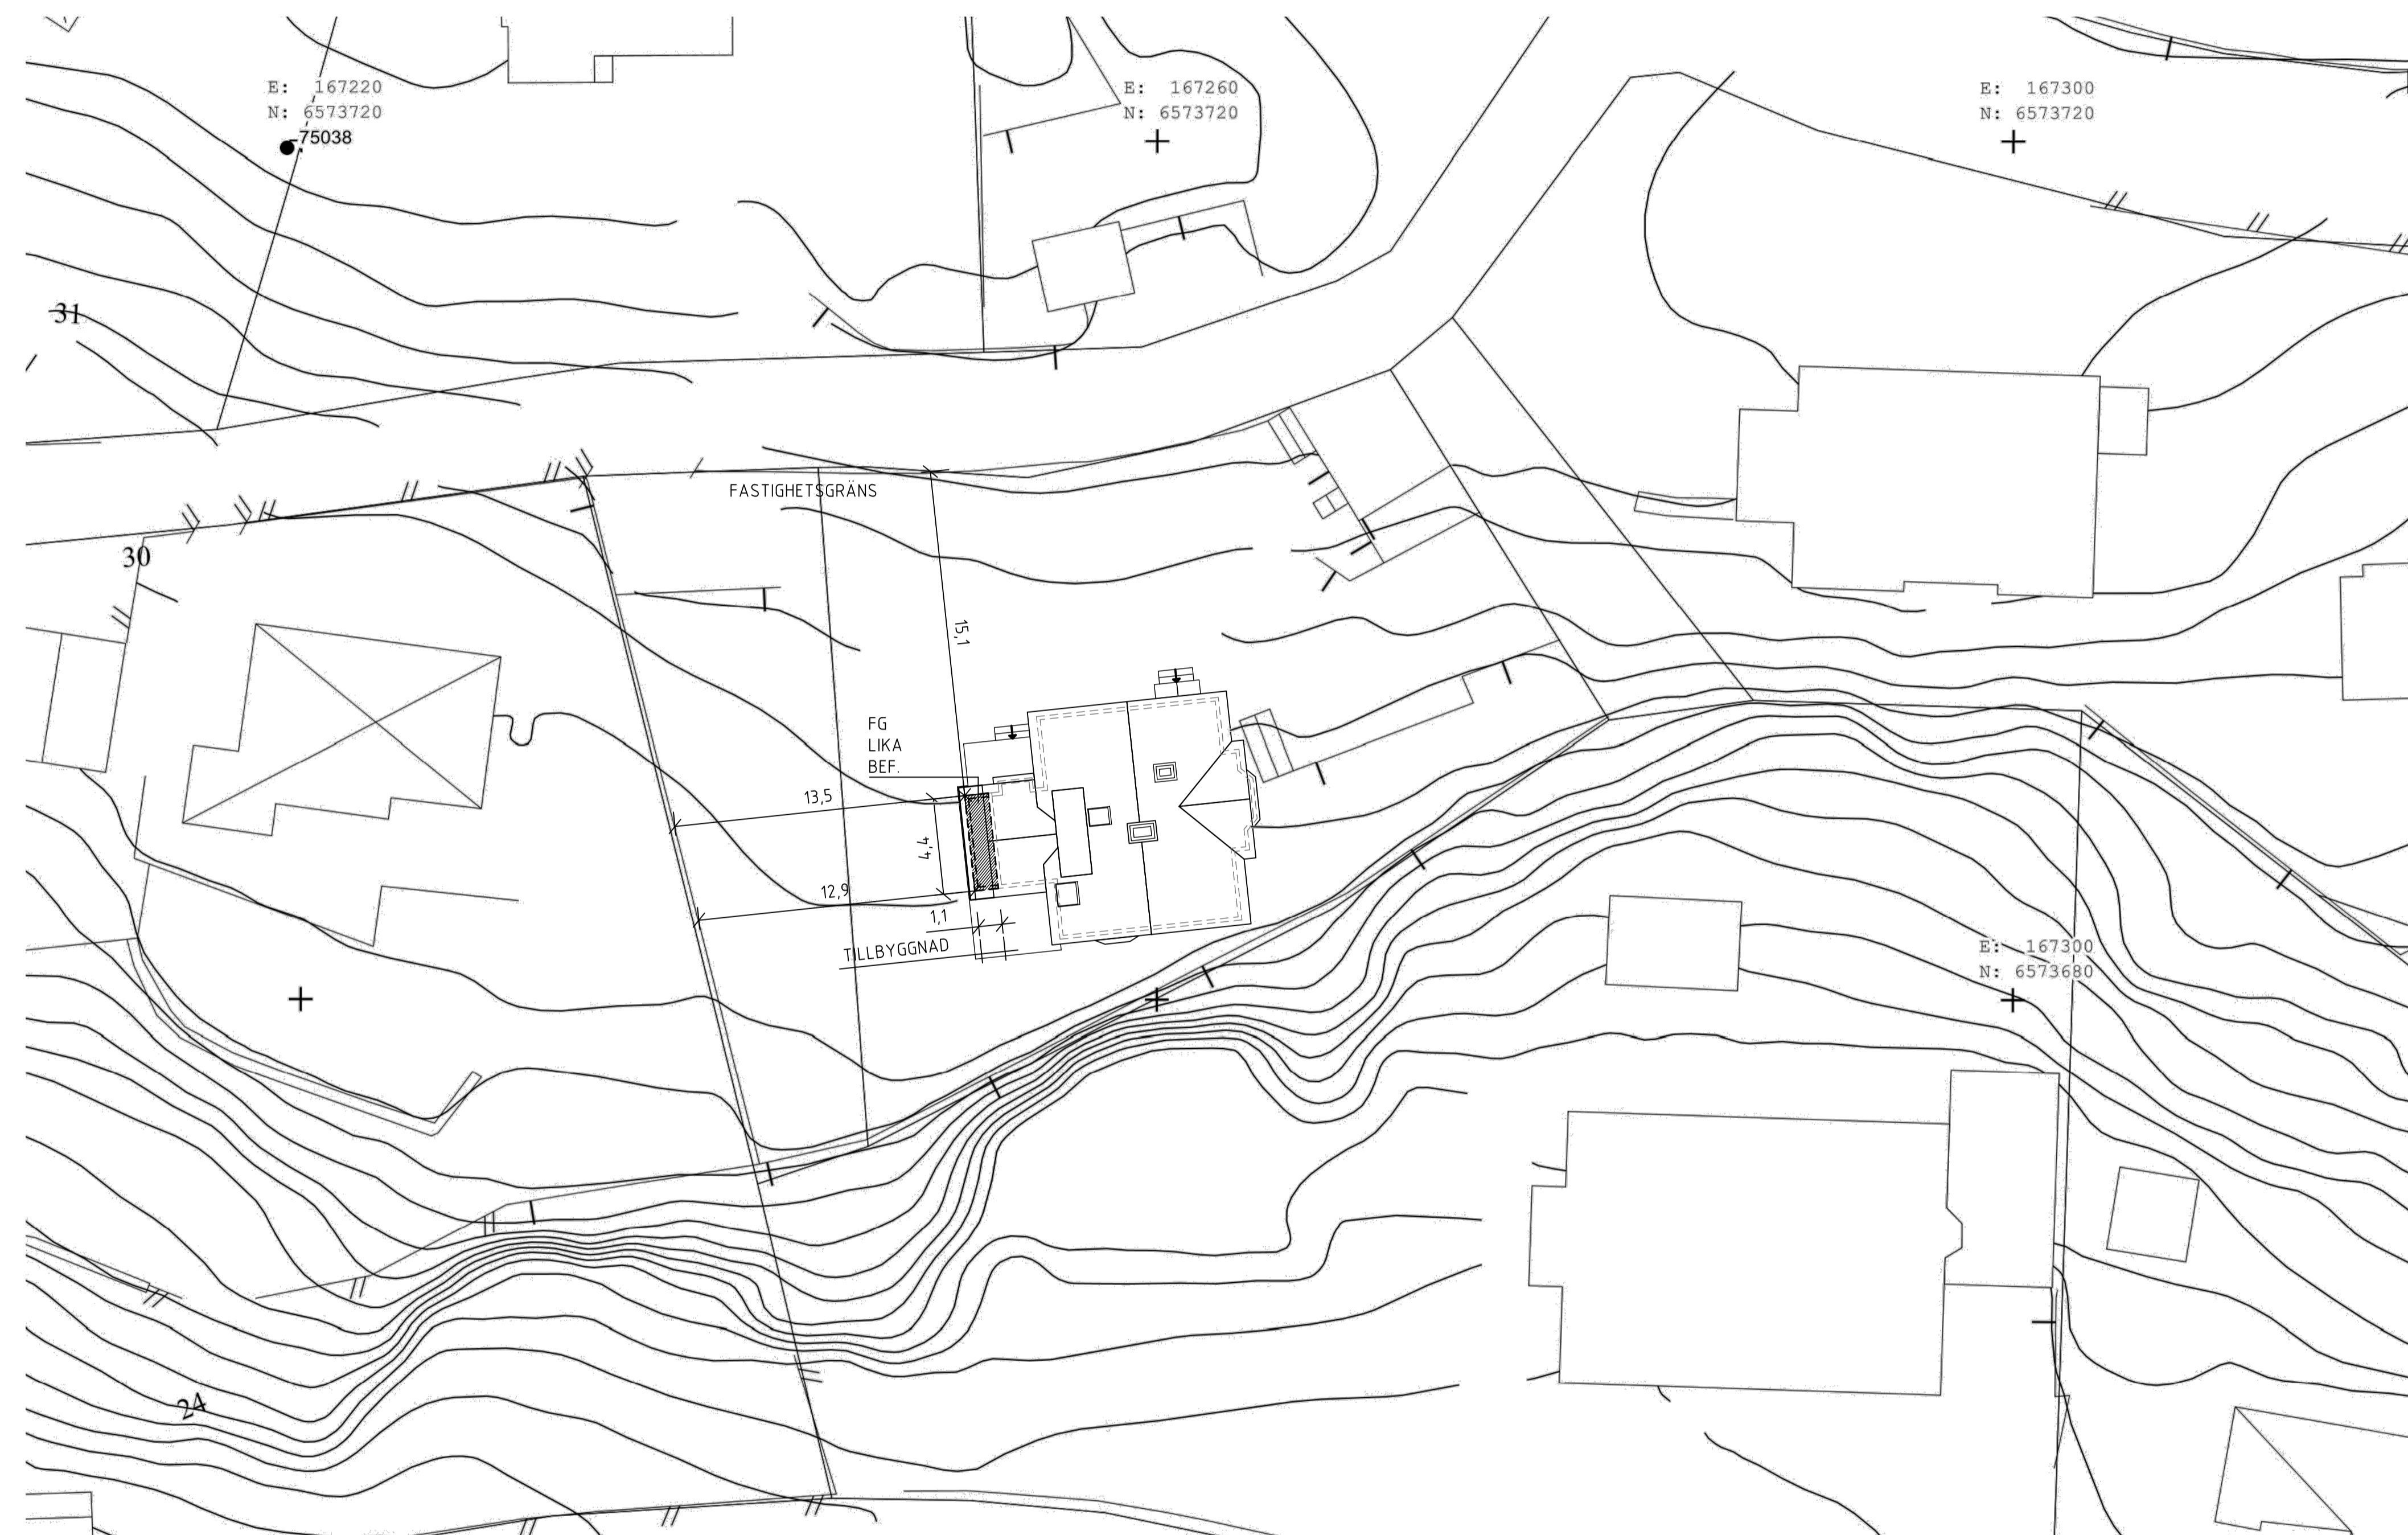 E: 167220
N: 6573720
75038
E: 167260
N: 6573720
E: 167300
N: 6573720
31
FASTIGHETSGRÄNS
30
15,1
FG
LIKA
BEF.
13,5
4,4
12,9
1,1
TILLBYGGNAD
E: 167300
N: 6573680
24